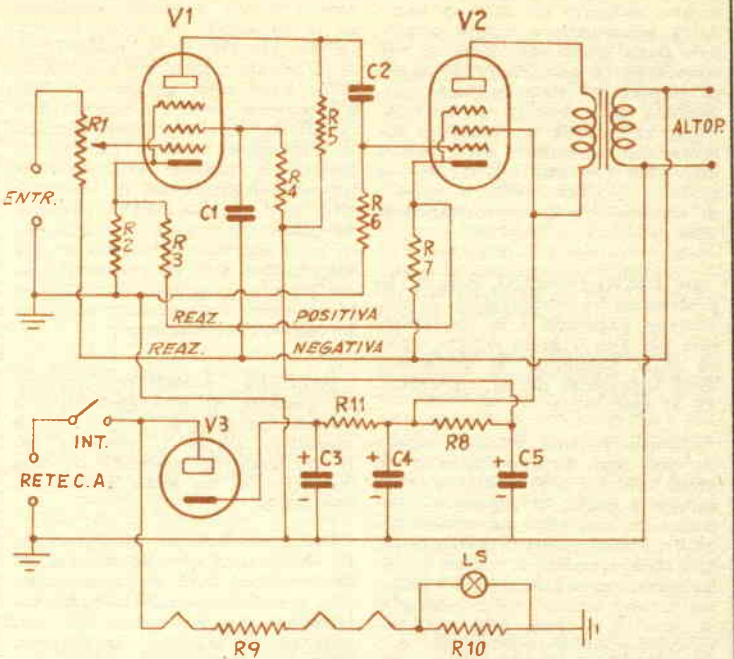 V1
V2
C2
R1
R5
ALTOP.
R4
ENTR.
C1
R6
R2
R3
R7
REAZ. POSITIVA
REAZ. NEGATIVA
INT.
V3
R11
R8
RETE C.A.
+ C3 -
+ C4 -
+ C5 -
LS
R9
R10